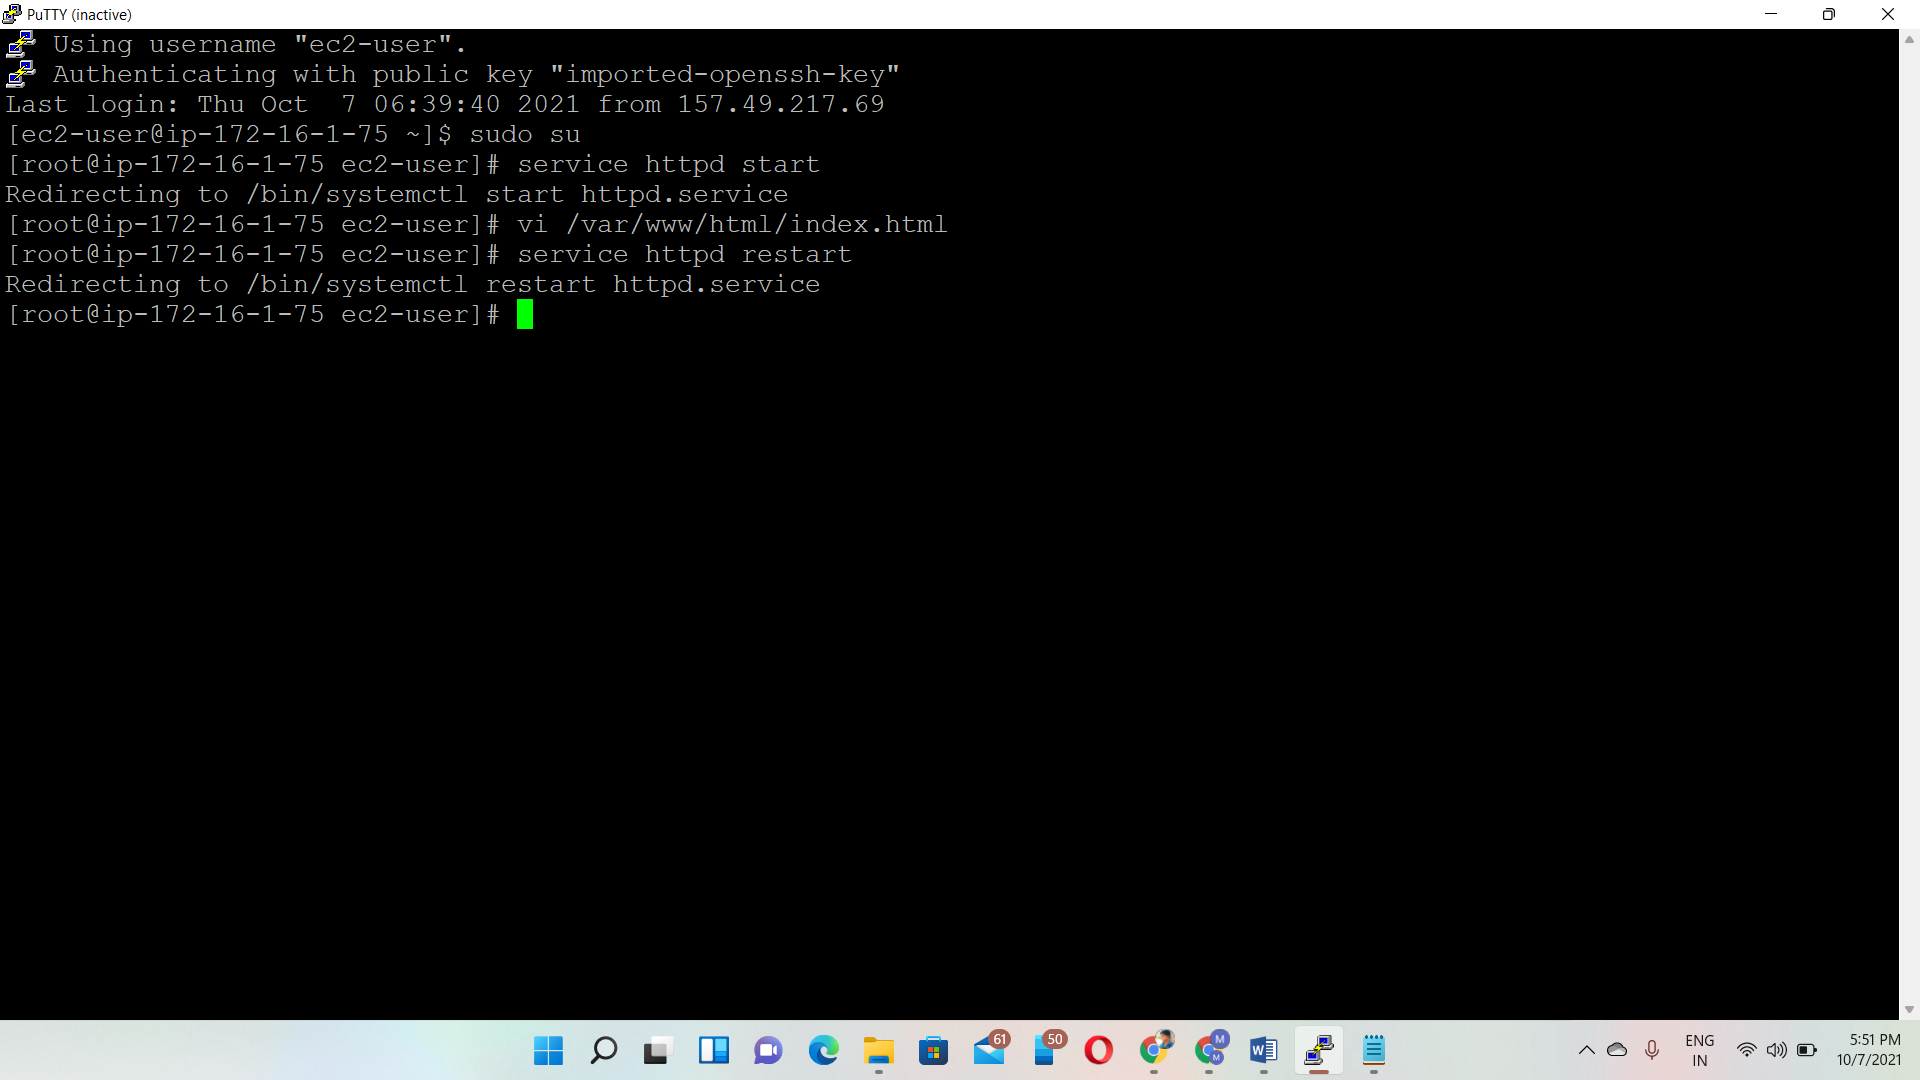 PuTTY (inactive)
Using username "ec2-user".
Authenticating with public key "imported-openssh-key"
Last login: Thu Oct  7 06:39:40 2021 from 157.49.217.69
[ec2-user@ip-172-16-1-75 ~]$ sudo su
[root@ip-172-16-1-75 ec2-user]# service httpd start
Redirecting to /bin/systemctl start httpd.service
[root@ip-172-16-1-75 ec2-user]# vi /var/www/html/index.html
[root@ip-172-16-1-75 ec2-user]# service httpd restart
Redirecting to /bin/systemctl restart httpd.service
[root@ip-172-16-1-75 ec2-user]#
61
50
M
M
W
ENG
IN
5:51 PM
10/7/2021